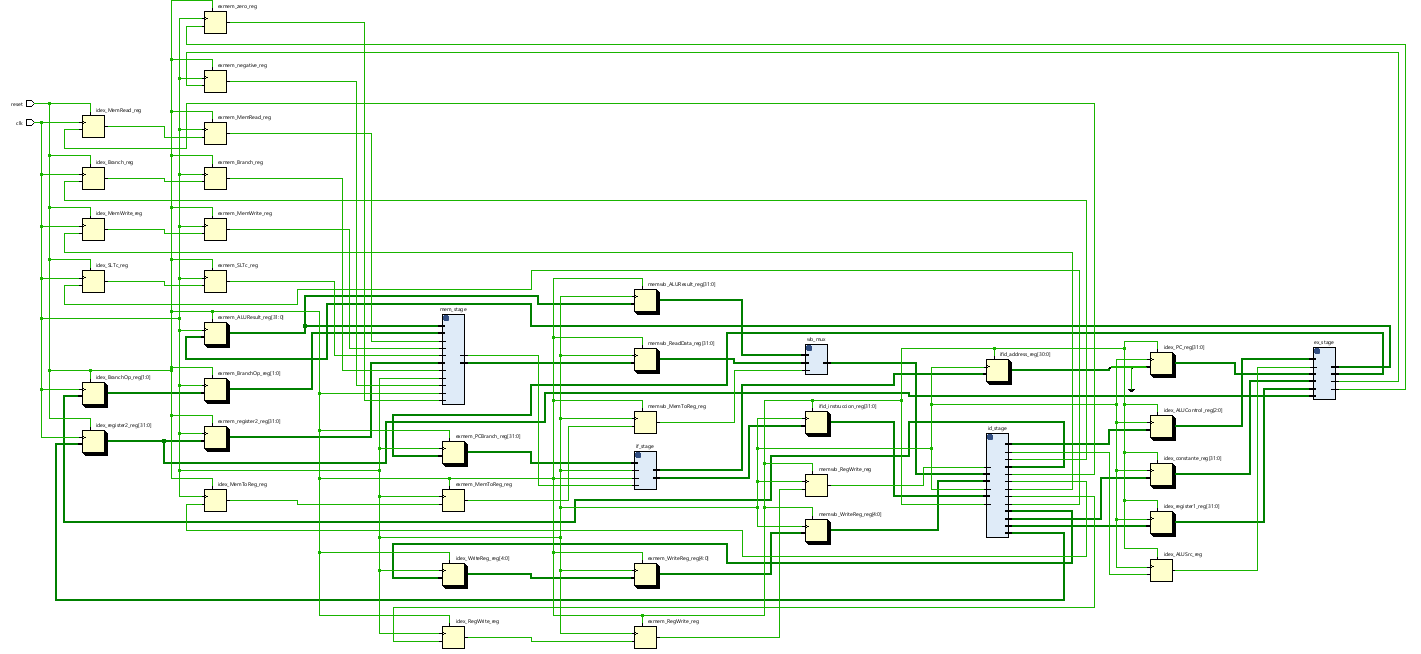 exmem_zero_reg
exmem_negative_reg
reset
idex_MemRead_reg
exmem_MemRead_reg
clk
idex_Branch_reg
exmem_Branch_reg
idex_MemWrite_reg
exmem_MemWrite_reg
idex_SLTc_reg
exmem_SLTc_reg
memwb_ALUResult_reg[31:0]
exmem_ALUResult_reg[31:0]
mem_stage
memwb_ReadData_reg[31:0]
wb_mux
ifid_address_reg[30:0]
idex_PC_reg[31:0]
ex_stage
idex_BranchOp_reg[1:0]
exmem_BranchOp_reg[1:0]
memwb_MemToReg_reg
ifid_instruccion_reg[31:0]
idex_ALUControl_reg[2:0]
idex_register2_reg[31:0]
exmem_register2_reg[31:0]
exmem_PCBranch_reg[31:0]
if_stage
id_stage
idex_constante_reg[31:0]
memwb_RegWrite_reg
idex_MemToReg_reg
exmem_MemToReg_reg
memwb_WriteReg_reg[4:0]
idex_register1_reg[31:0]
idex_WriteReg_reg[4:0]
exmem_WriteReg_reg[4:0]
idex_ALUSrc_reg
idex_RegWrite_reg
exmem_RegWrite_reg